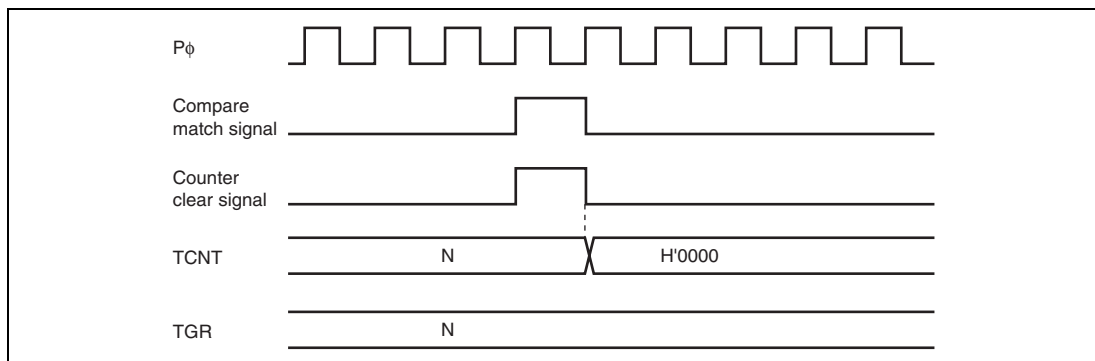 Pϕ
Compare
match signal
Counter
clear signal
TCNT
N
H'0000
TGR
N